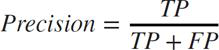 Precision = TP / (TP + FP)